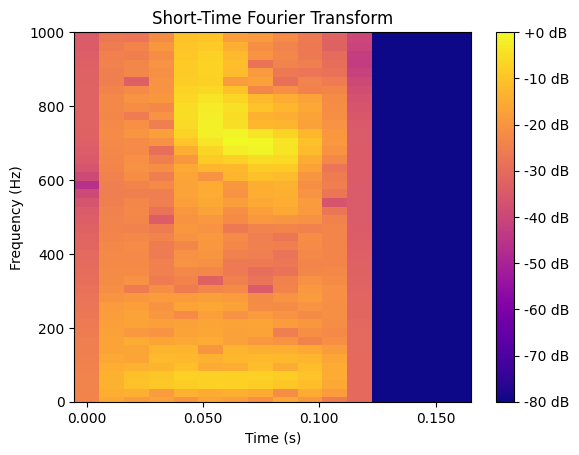 Short-Time Fourier Transform
Frequency (Hz)
1000
800
600
400
200
0
0.000
0.050
0.100
0.150
Time (s)
+0 dB
-10 dB
-20 dB
-30 dB
-40 dB
-50 dB
-60 dB
-70 dB
-80 dB